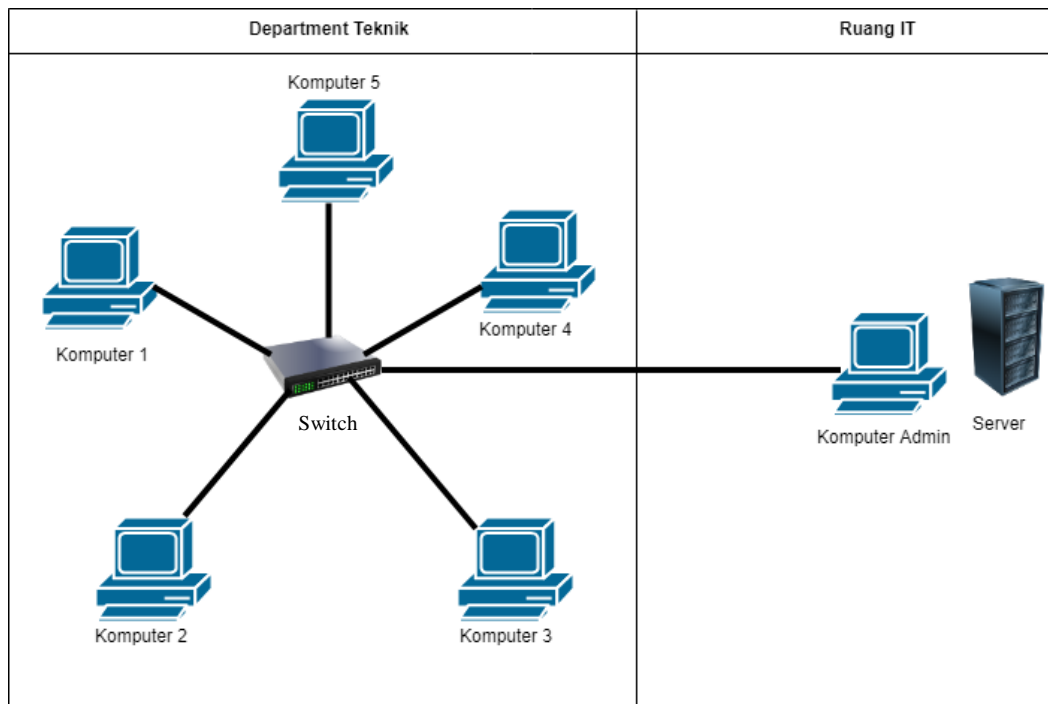 Department Teknik
Ruang IT
Komputer 5
Komputer 1
Komputer 4
Switch
Komputer Admin
Server
Komputer 2
Komputer 3